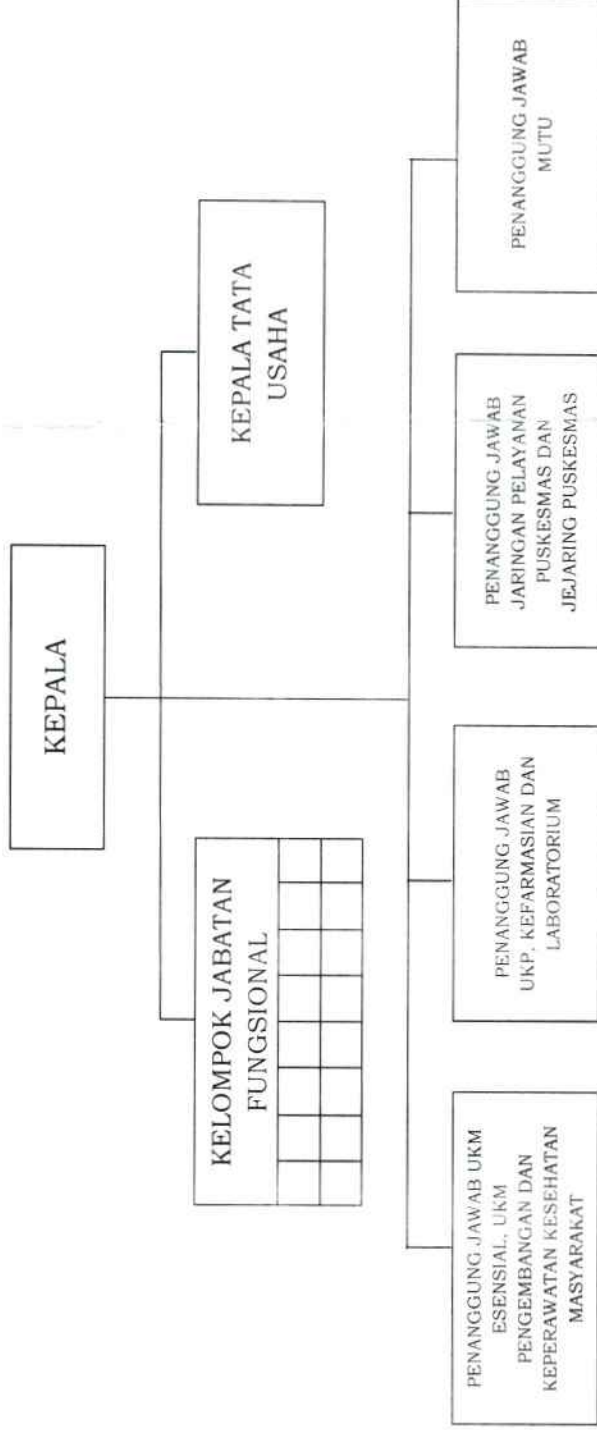 KEPALA
KELOMPOK JABATAN
FUNGSIONAL
KEPALA TATA
USAHA
PENANGGUNG JAWAB UKM
ESENSIAL, UKM
PENGEMBANGAN DAN
KEPERAWATAN KESEHATAN
MASYARAKAT
PENANGGUNG JAWAB
UKP, KEFARMASIAN DAN
LABORATORIUM
PENANGGUNG JAWAB
JARINGAN PELAYANAN
PUSKESMAS DAN
JEJARING PUSKESMAS
PENANGGUNG JAWAB
MUTU